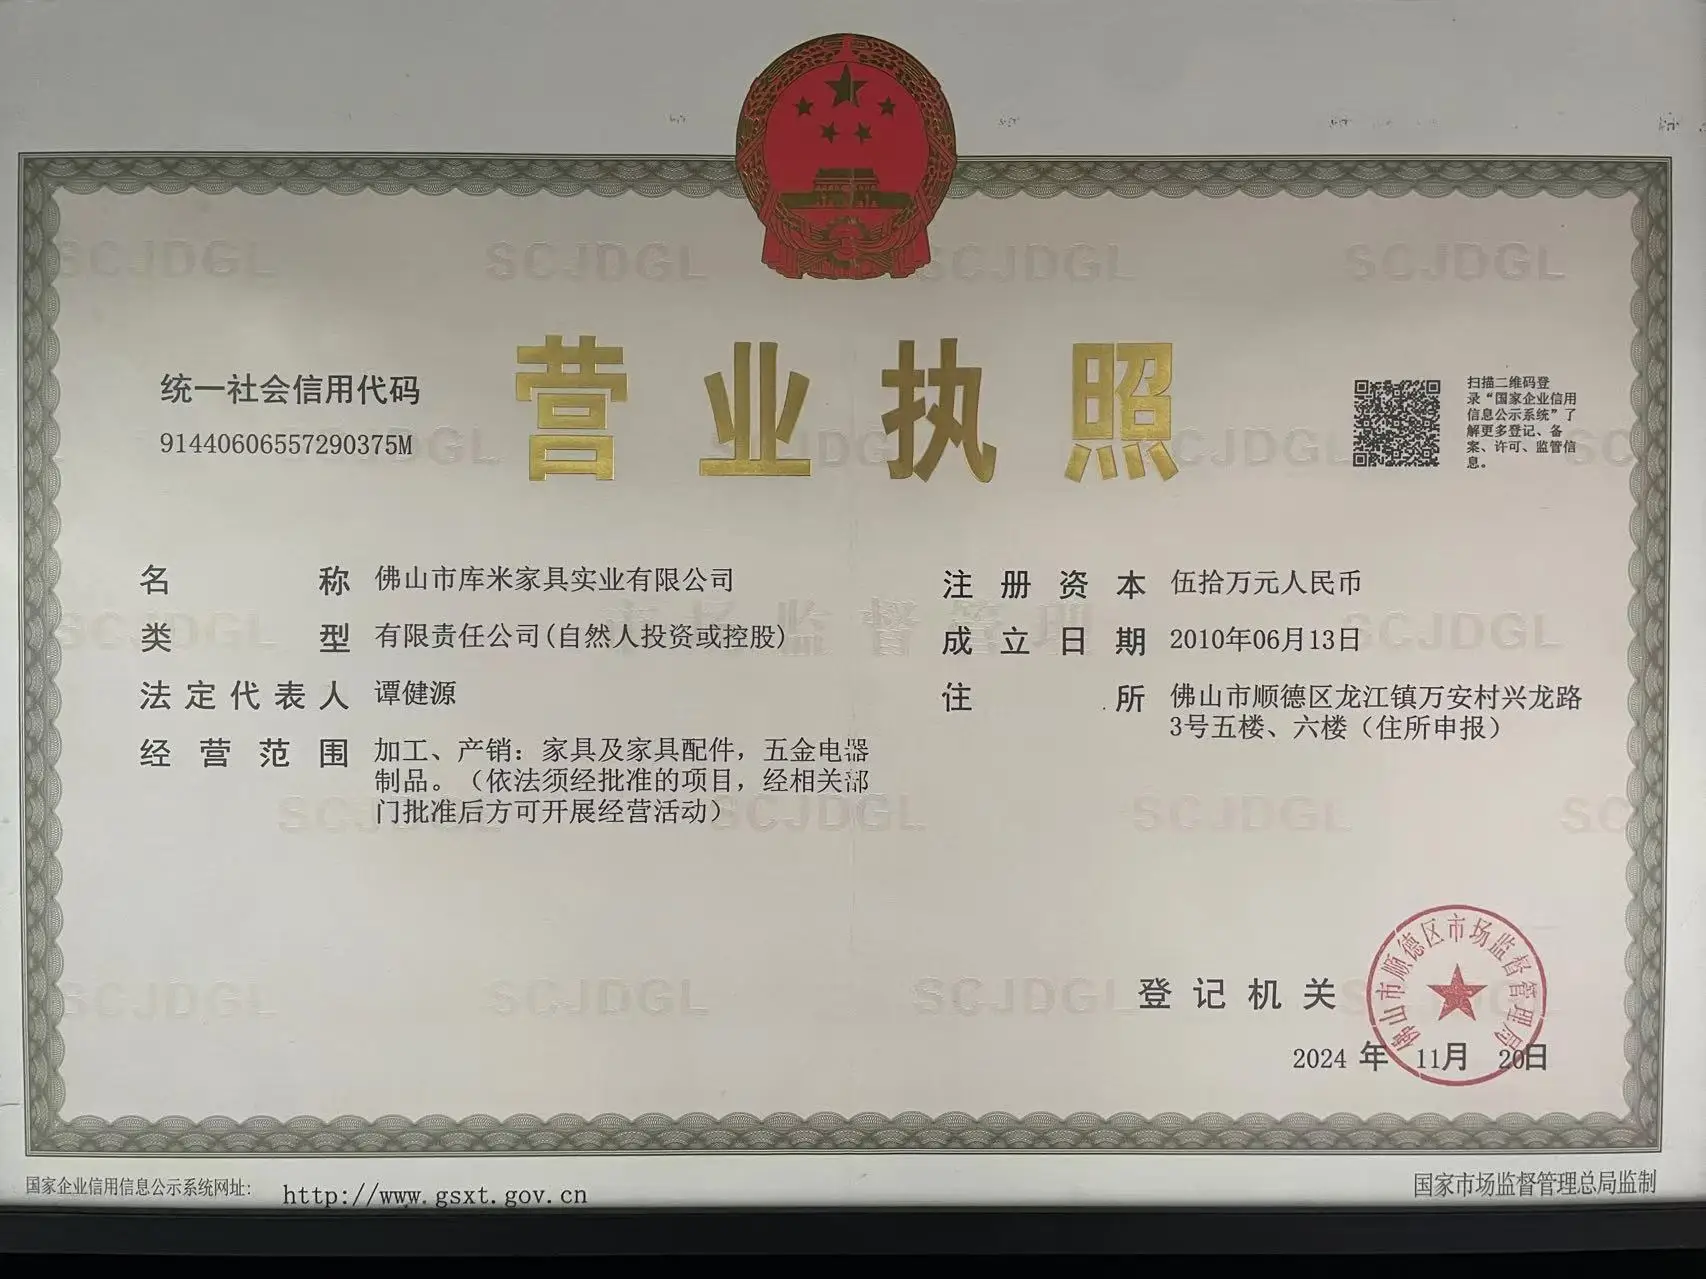 统一社会信用代码
91440606557290375M
营业执照
扫描二维码登
录“国家企业信用
信息公示系统”了
解更多登记、备
案、许可、监管信
息。
名称 佛山市库米家具实业有限公司
类型 有限责任公司(自然人投资或控股)
法定代表人 谭健源
经营范围 加工、产销：家具及家具配件，五金电器
制品。（依法须经批准的项目，经相关部
门批准后方可开展经营活动）
注册资本 伍拾万元人民币
成立日期 2010年06月13日
住所 佛山市顺德区龙江镇万安村兴龙路
3号五楼、六楼（住所申报）
登记机关
佛山市顺德区市场监督管理局
2024 年 11月 20日
国家企业信用信息公示系统网址: http://www.gsxt.gov.cn
国家市场监督管理总局监制
SCJDGL
市场监督管理